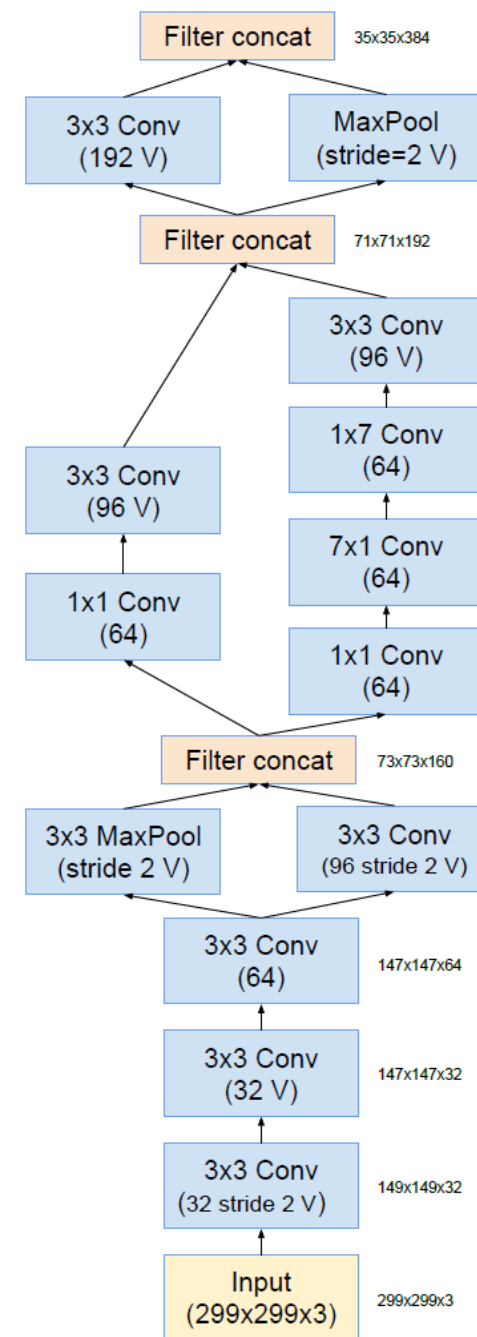 Filter concat
35x35x384
3x3 Conv
(192 V)
MaxPool
(stride=2 V)
Filter concat
71x71x192
3x3 Conv
(96 V)
1x7 Conv
(64)
3x3 Conv
(96 V)
7x1 Conv
(64)
1x1 Conv
(64)
1x1 Conv
(64)
Filter concat
73x73x160
3x3 MaxPool
(stride 2 V)
3x3 Conv
(96 stride 2 V)
3x3 Conv
(64)
147x147x64
3x3 Conv
(32 V)
147x147x32
3x3 Conv
(32 stride 2 V)
149x149x32
Input
(299x299x3)
299x299x3